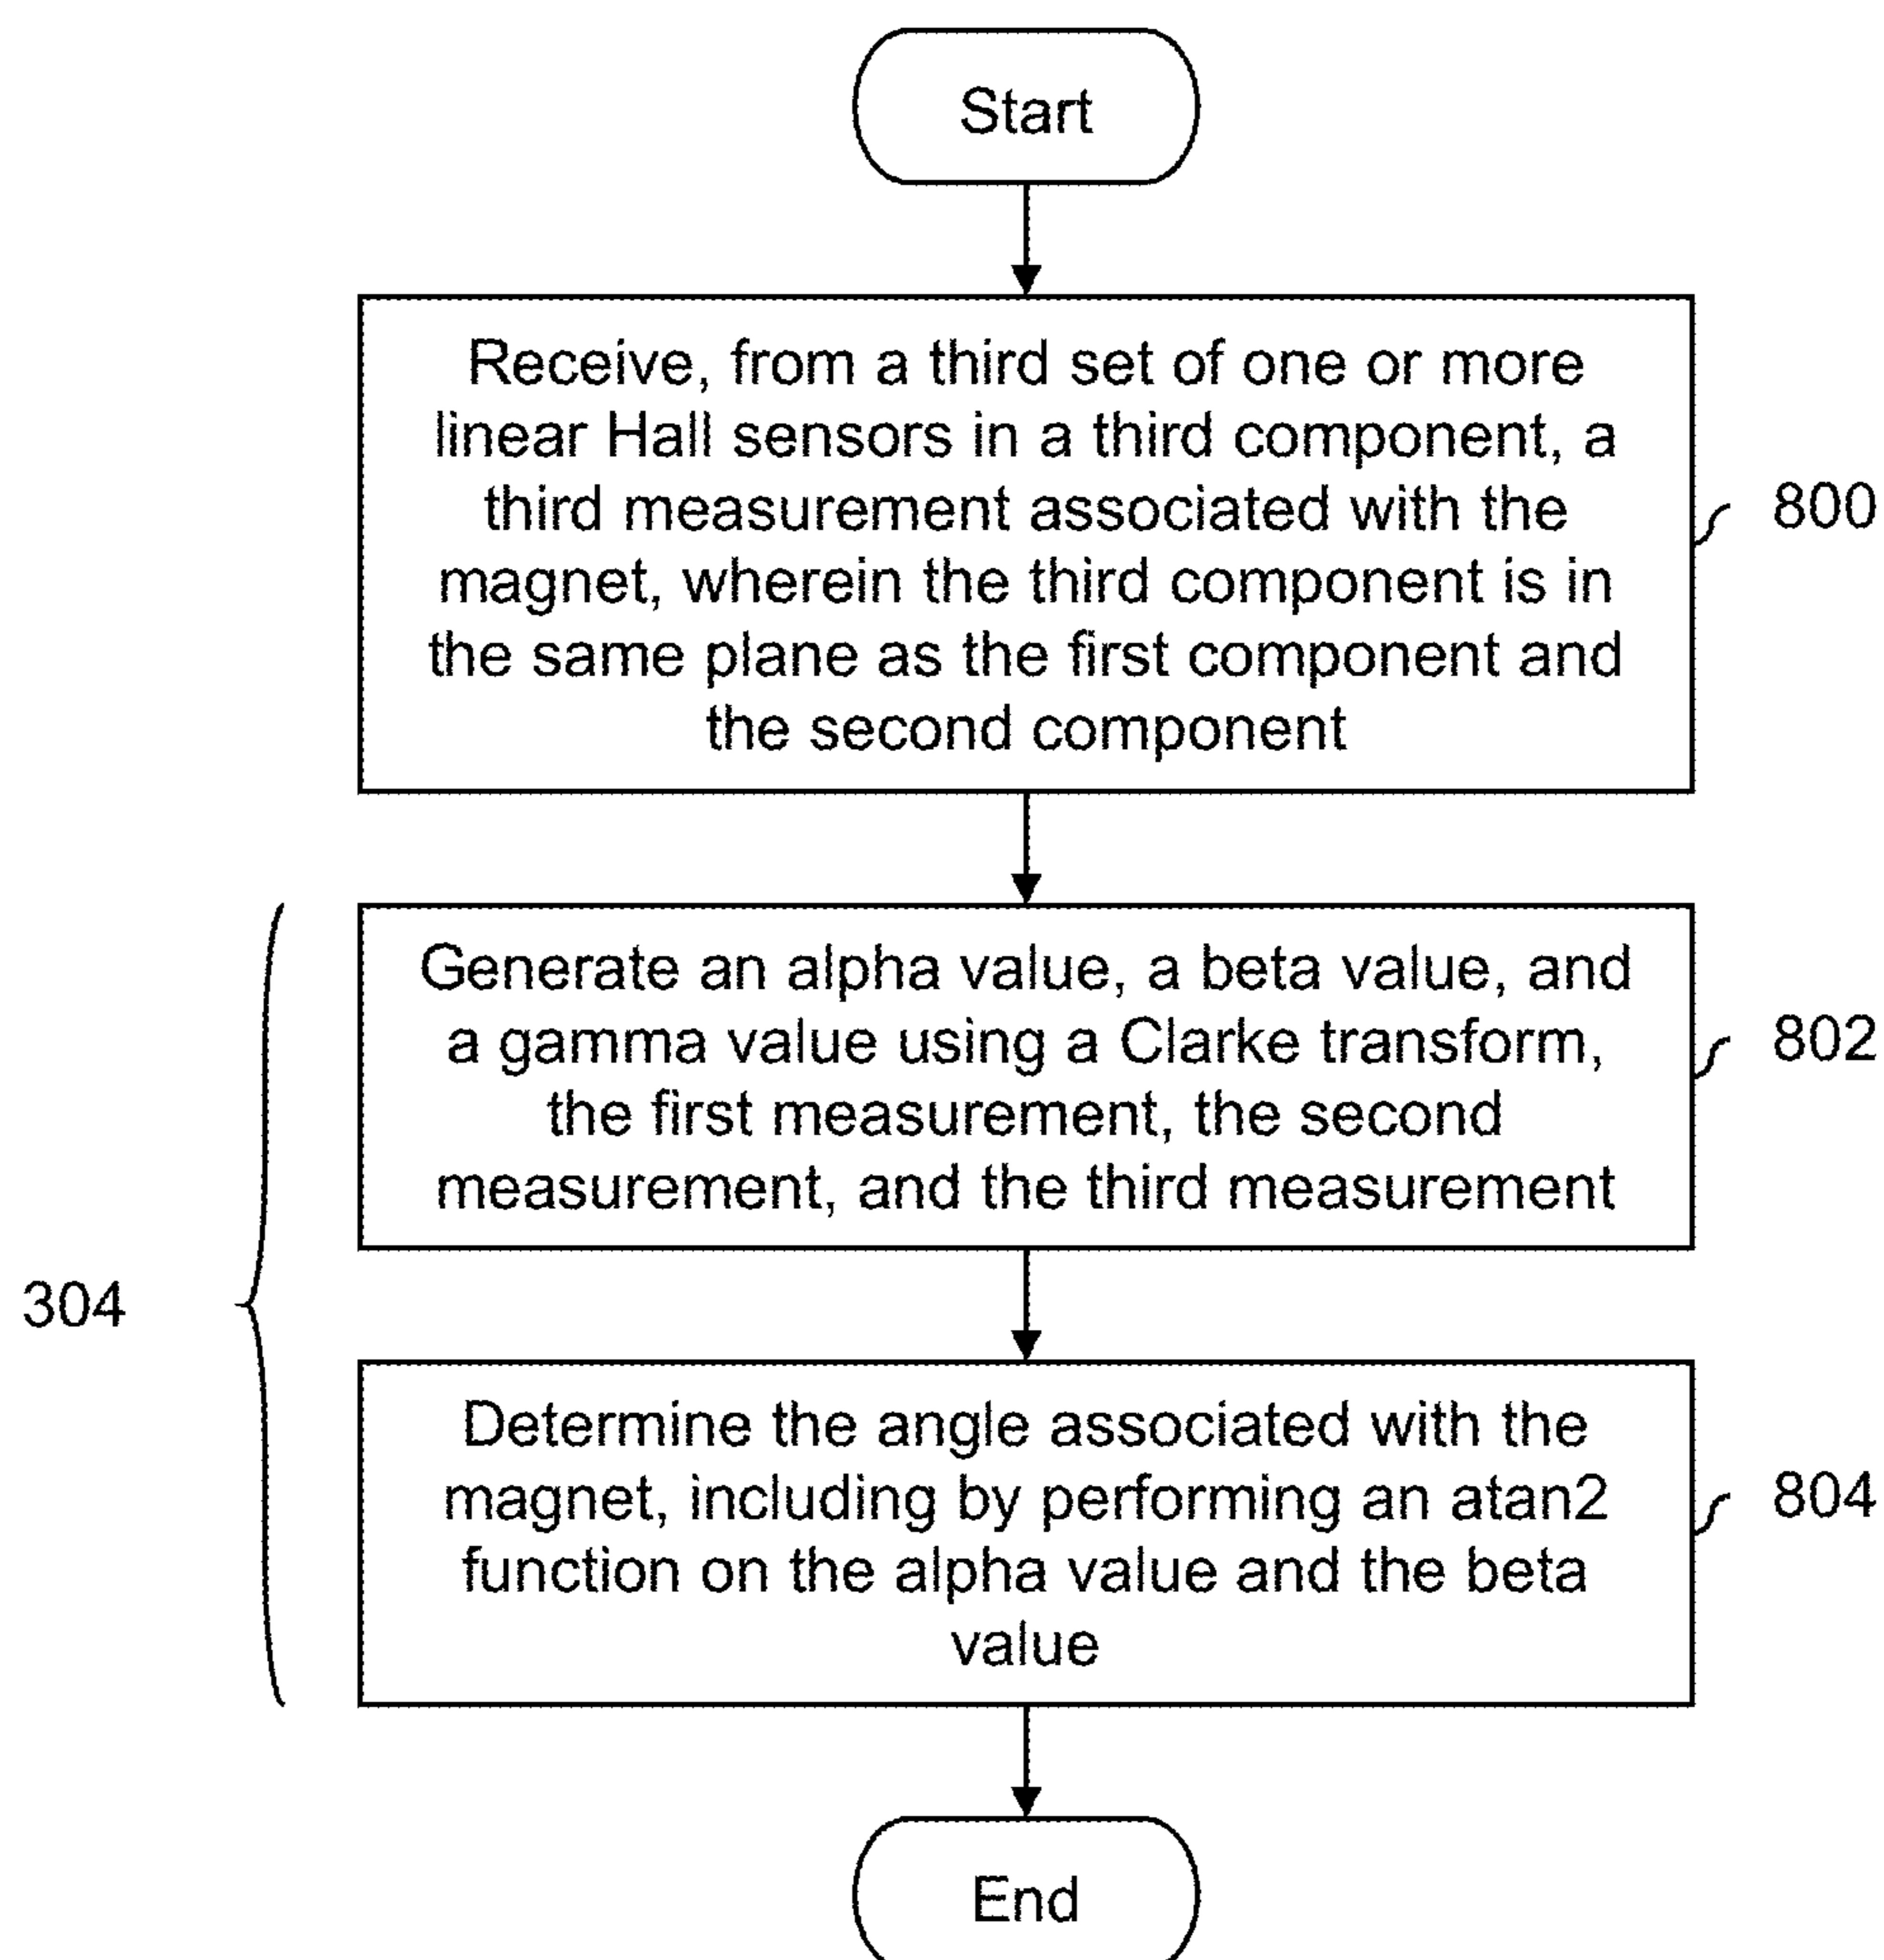 Start
Receive, from a third set of one or more
linear Hall sensors in a third component, a
third measurement associated with the
magnet, wherein the third component is in
the same plane as the first component and
the second component
800
Generate an alpha value, a beta value, and
a gamma value using a Clarke transform,
the first measurement, the second
measurement, and the third measurement
802
304
Determine the angle associated with the
magnet, including by performing an atan2
function on the alpha value and the beta
value
804
End